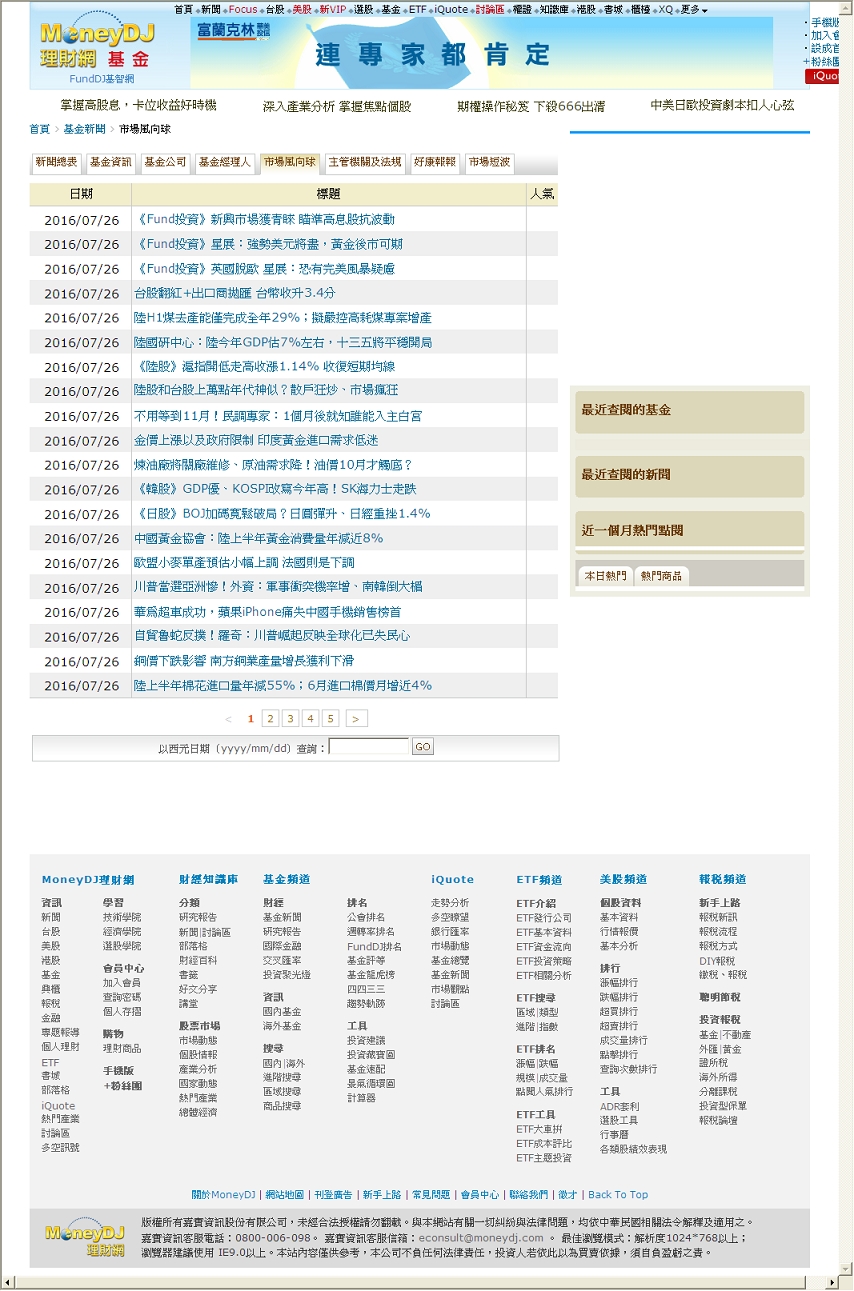 首頁 ◆新聞 ◆Focus ◆台股 ◆美股 ◆新VIP ◆選股 ◆基金 ◆ETF ◆iQuote ◆討論區 ◆權證 ◆知識庫 ◆港股 ◆書城 ◆櫃檯 ◆XQ ◆更多
MoneyDJ
理財網 基金
FundDJ基智網
富蘭克林
連專家都肯定
・手機版
・加入會
・設成首
+粉絲團
iQuo
掌握高股息，卡位收益好時機 深入產業分析 掌握焦點個股 期權操作秘笈 下殺666出清 中美日歐投資劇本扣人心弦
首頁 > 基金新聞 > 市場風向球
新聞總表 基金資訊 基金公司 基金經理人 市場風向球 主管機關及法規 好康報報 市場短波
日期 標題 人氣
2016/07/26 《Fund投資》新興市場獲青睞 瞄準高息股抗波動
2016/07/26 《Fund投資》星展：強勢美元將盡，黃金後市可期
2016/07/26 《Fund投資》英國脫歐 星展：恐有完美風暴疑慮
2016/07/26 台股翻紅+出口商拋匯 台幣收升3.4分
2016/07/26 陸H1煤去產能僅完成全年29%；擬嚴控高耗煤專案增產
2016/07/26 陸國研中心：陸今年GDP估7%左右，十三五將平穩開局
2016/07/26 《陸股》滬指開低走高收漲1.14% 收復短期均線
2016/07/26 陸股和台股上萬點年代神似？散戶狂炒、市場瘋狂
2016/07/26 不用等到11月！民調專家：1個月後就知誰能入主白宮
2016/07/26 金價上漲以及政府限制 印度黃金進口需求低迷
2016/07/26 煉油廠將關廠維修、原油需求降！油價10月才觸底？
2016/07/26 《韓股》GDP優、KOSPI改寫今年高！SK海力士走跌
2016/07/26 《日股》BOJ加碼寬鬆破局？日圓彈升、日經重挫1.4%
2016/07/26 中國黃金協會：陸上半年黃金消費量年減近8%
2016/07/26 歐盟小麥單產預估小幅上調 法國則是下調
2016/07/26 川普當選亞洲慘！外資：軍事衝突機率增、南韓倒大楣
2016/07/26 華為超車成功，蘋果iPhone痛失中國手機銷售榜首
2016/07/26 自貿魯蛇反撲！羅奇：川普崛起反映全球化已失民心
2016/07/26 銅價下跌影響 南方銅業產量增長獲利下滑
2016/07/26 陸上半年棉花進口量年減55%；6月進口棉價月增近4%
< 1 2 3 4 5 >
以西元日期（yyyy/mm/dd）查詢： GO
最近查閱的基金
最近查閱的新聞
近一個月熱門點閱
本日熱門 熱門商品
MoneyDJ理財網
資訊
新聞
台股
美股
港股
基金
典櫃
報稅
金融
專題報導
個人理財
ETF
書城
部落格
iQuote
熱門產業
討論區
多空訊號
學習
技術學院
經濟學院
選股學院
會員中心
加入會員
查詢密碼
個人存摺
購物
理財商品
手機版
+粉絲團
財經知識庫
分類
研究報告
新聞|討論區
部落格
財經百科
書籤
好文分享
講堂
股票市場
市場動態
個股情報
產業分析
國家動態
熱門產業
總體經濟
基金頻道
財經
基金新聞
研究報告
國際金融
交叉匯率
投資聚光燈
資訊
國內基金
海外基金
搜尋
國內|海外
進階搜尋
區域搜尋
商品搜尋
排名
公會排名
週轉率排名
FundDJ排名
基金評等
基金龍虎榜
四四三三
趨勢軌跡
工具
投資建議
投資藏寶圖
基金速配
景氣循環圖
計算器
iQuote
走勢分析
多空瞭望
銀行匯率
市場動態
基金總覽
基金新聞
市場觀點
討論區
ETF頻道
ETF介紹
ETF發行公司
ETF基本資料
ETF資金流向
ETF投資策略
ETF相關分析
ETF搜尋
區域|類型
進階|指數
ETF排名
漲幅|跌幅
規模|成交量
點閱人氣排行
ETF工具
ETF大車拼
ETF成本評比
ETF主題投資
美股頻道
個股資料
基本資料
行情報價
基本分析
排行
漲幅排行
跌幅排行
超買排行
超賣排行
成交量排行
點擊排行
查詢次數排行
工具
ADR套利
選股工具
行事曆
各類股績效表現
報稅頻道
新手上路
報稅新訊
報稅流程
報稅方式
DIY報稅
繳稅、報稅
聰明節稅
投資報稅
基金|不動產
外匯|黃金
證所稅
海外所得
分離課稅
投資型保單
報稅論壇
關於MoneyDJ | 網站地圖 | 刊登廣告 | 新手上路 | 常見問題 | 會員中心 | 聯絡我們 | 徵才 | Back To Top
MoneyDJ
理財網
版權所有嘉實資訊股份有限公司，未經合法授權請勿翻載。與本網站有關一切糾紛與法律問題，均依中華民國相關法令解釋及適用之。
嘉實資訊客服電話：0800-006-098。 嘉實資訊客服信箱：econsult@moneydj.com 。 最佳瀏覽模式：解析度1024*768以上；
瀏覽器建議使用 IE9.0以上。本站內容僅供參考，本公司不負任何法律責任，投資人若依此以為買賣依據，須自負盈虧之責。